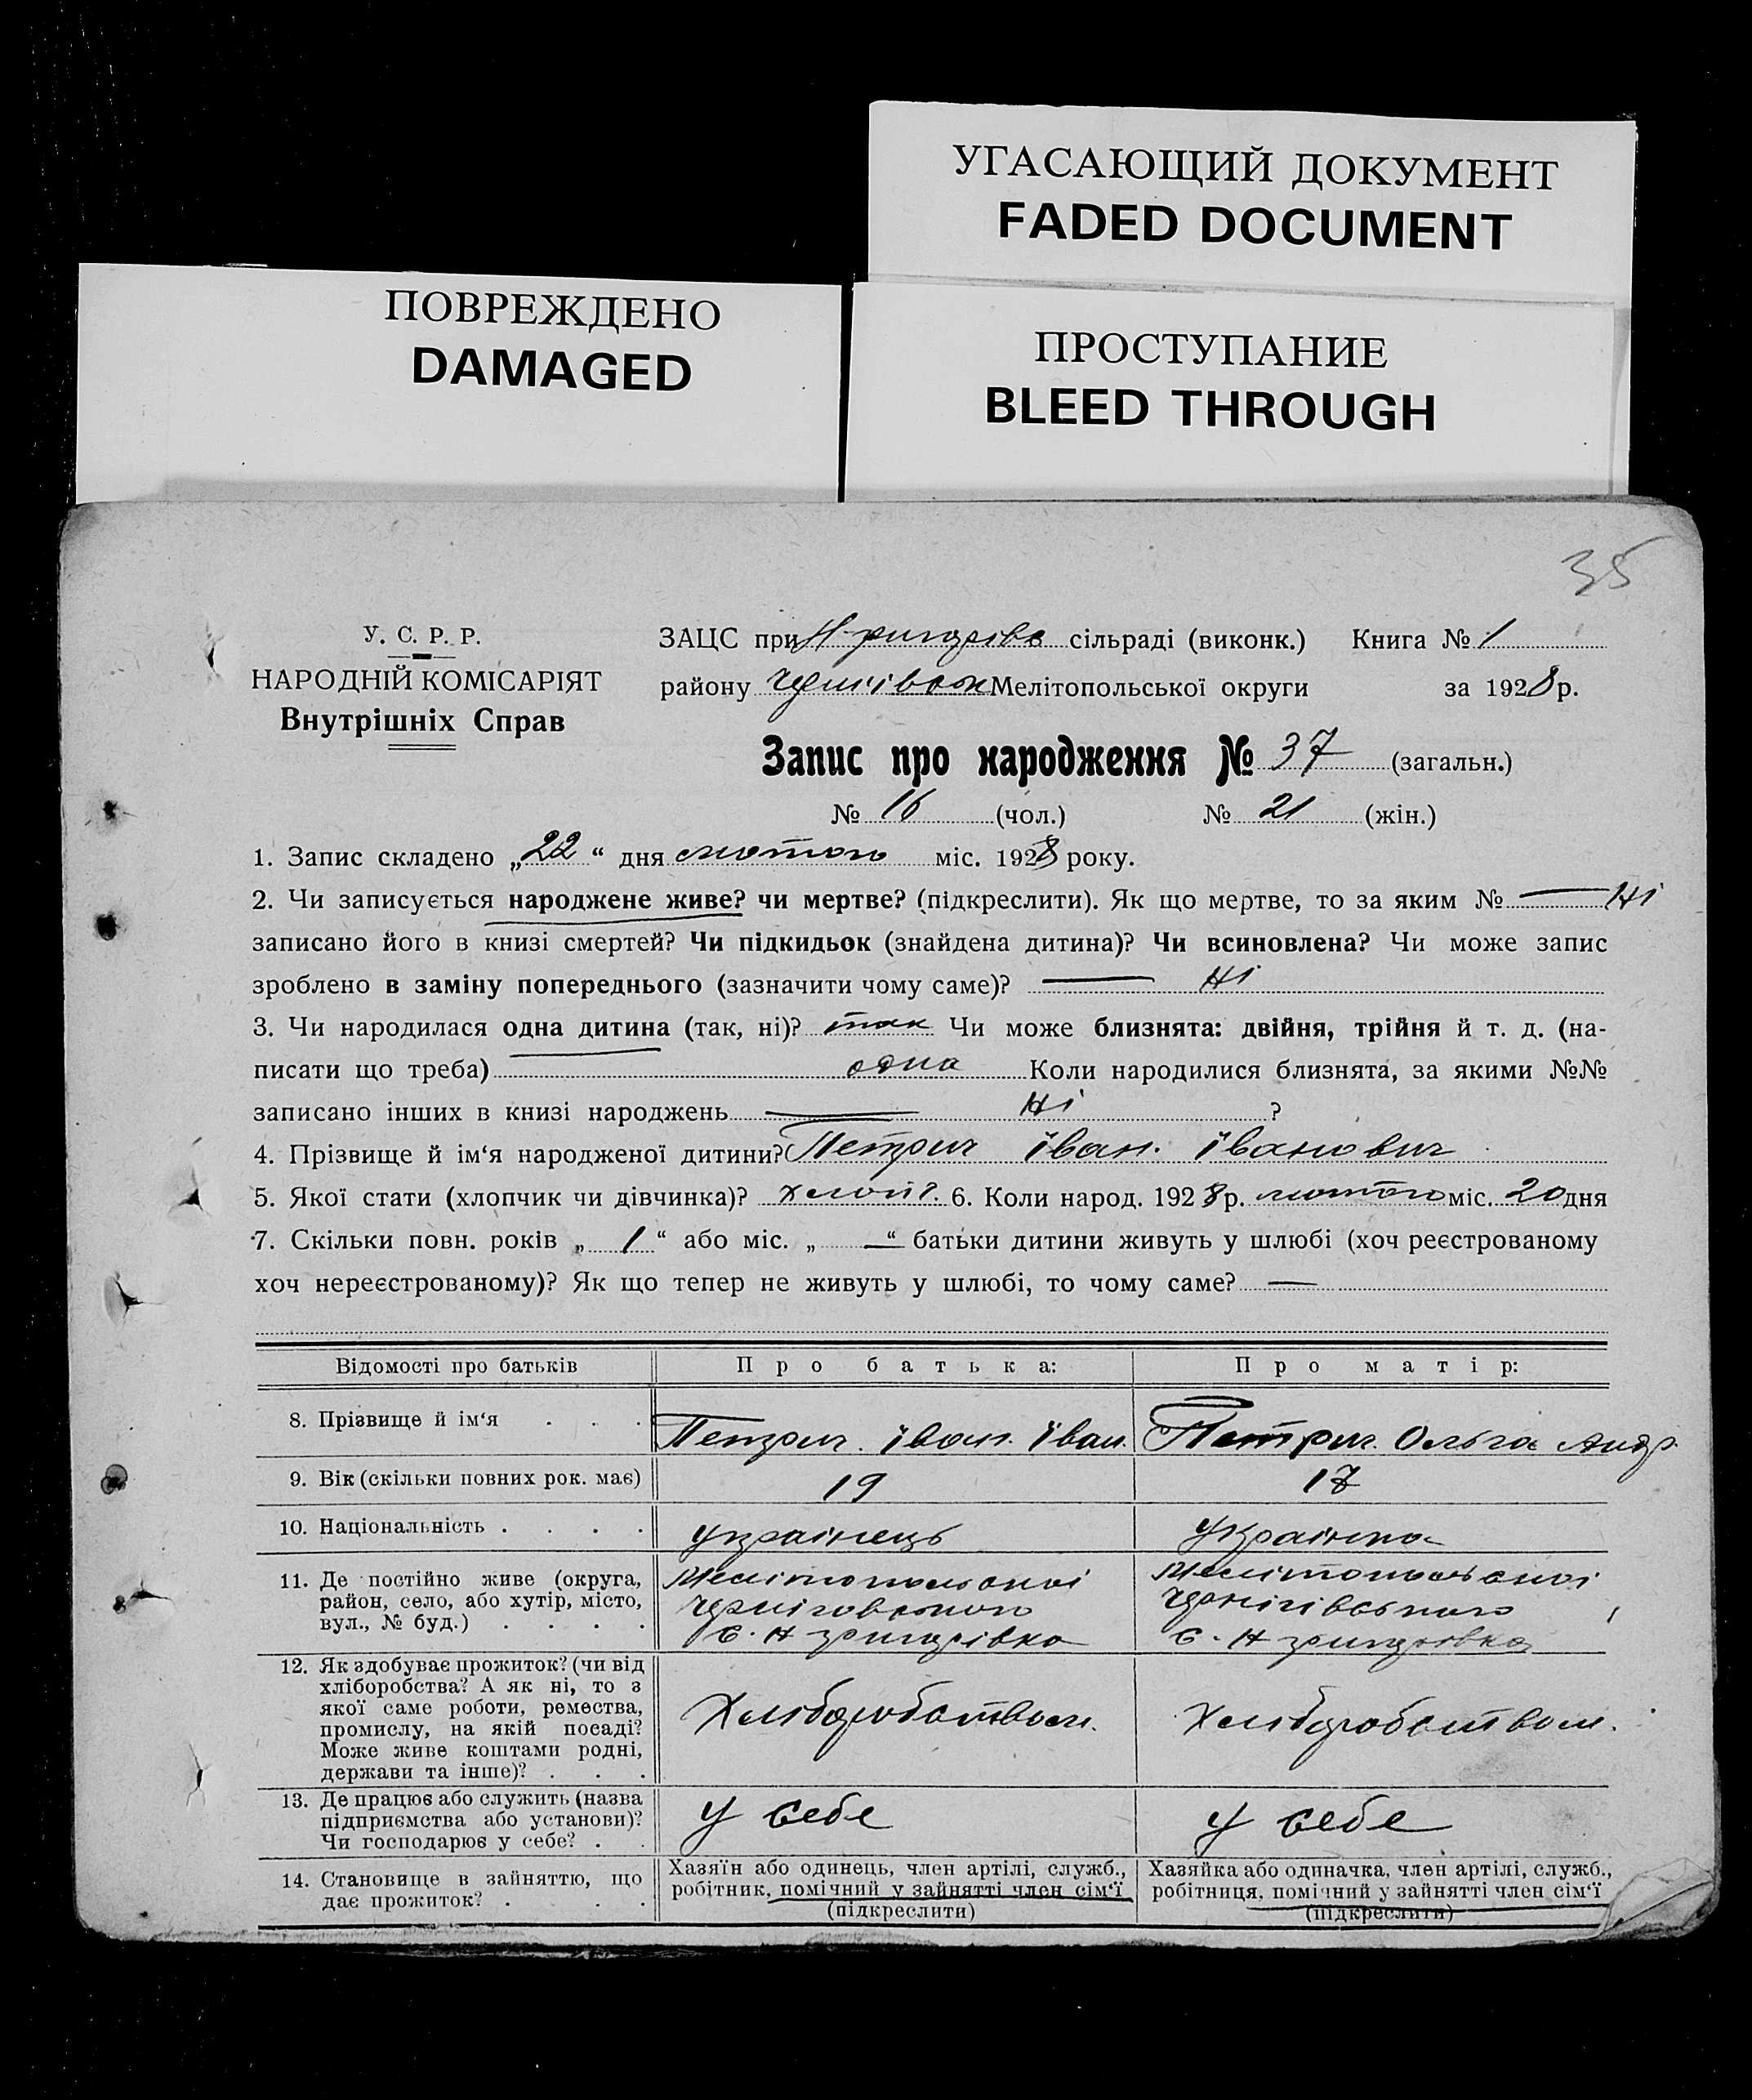 УГАСАЮЩИЙ ДОКУМЕНТ
FADED DOCUMENT
ПОВРЕЖДЕНО
DAMAGED
ПРОСТУПАНИЕ
BLEED THROUGH
35
У. С. Р. Р.
НАРОДНІЙ КОМІСАРІЯТ
Внутрішніх Справ
ЗАЦС при сільраді (виконк.) Книга № 1
району Мелітопольської округи за 1928 р.
Запис про народження № 37 (загальн.)
№ 16 (чол.) № 21 (жін.)
1. Запис складено „22“ дня лютого міс. 1928 року.
2. Чи записується народжене живе? чи мертве? (підкреслити). Як що мертве, то за яким № — Ні
записано його в книзі смертей? Чи підкидьок (знайдена дитина)? Чи всиновлена? Чи може запис
зроблено в заміну попереднього (зазначити чому саме)? — Ні
3. Чи народилася одна дитина (так, ні)? так Чи може близнята: двійня, трійня й т. д. (на-
писати що треба) одна Коли народилися близнята, за якими №№
записано інших в книзі народжень — Ні ?
4. Прізвище й ім‘я народженої дитини? Петрич Іван. Іванович
5. Якої стати (хлопчик чи дівчинка)? хлопч. 6. Коли народ. 1928 р. лютого міс. 20 дня
7. Скільки повн. років „ 1 “ або міс. „ — “ батьки дитини живуть у шлюбі (хоч реєстрованому
хоч нереєстрованому)? Як що тепер не живуть у шлюбі, то чому саме? —
Відомості про батьків Про батька: Про матір:
8. Прізвище й ім‘я Петрич. Іван. Іван. Петрич. Ольга Андр.
9. Вік (скільки повних рок. має) 19 17
10. Національність українець українка
11. Де постійно живе (округа, район, село, або хутір, місто, вул., № буд.)
Мелітопольської
Чернігівського
С. Н григорівка
Мелітопольської
Чернігівського
С. Н григорівка
12. Як здобуває прожиток? (чи від
хліборобства? А як ні, то з
якої саме роботи, ремества,
промислу, на якій посаді?
Може живе коштами родні,
держави та інше)?
Хліборобством.
Хліборобством.
13. Де працює або служить (назва
підприємства або установи)?
Чи господарює у себе?
У себе
У себе
14. Становище в зайняттю, що
дає прожиток?
Хазяїн або одинець, член артілі, служб.,
робітник, помічний у зайнятті член сім‘ї
(підкреслити)
Хазяйка або одиначка, член артілі, служб.,
робітниця, помічний у зайнятті член сім‘ї
(підкреслити)